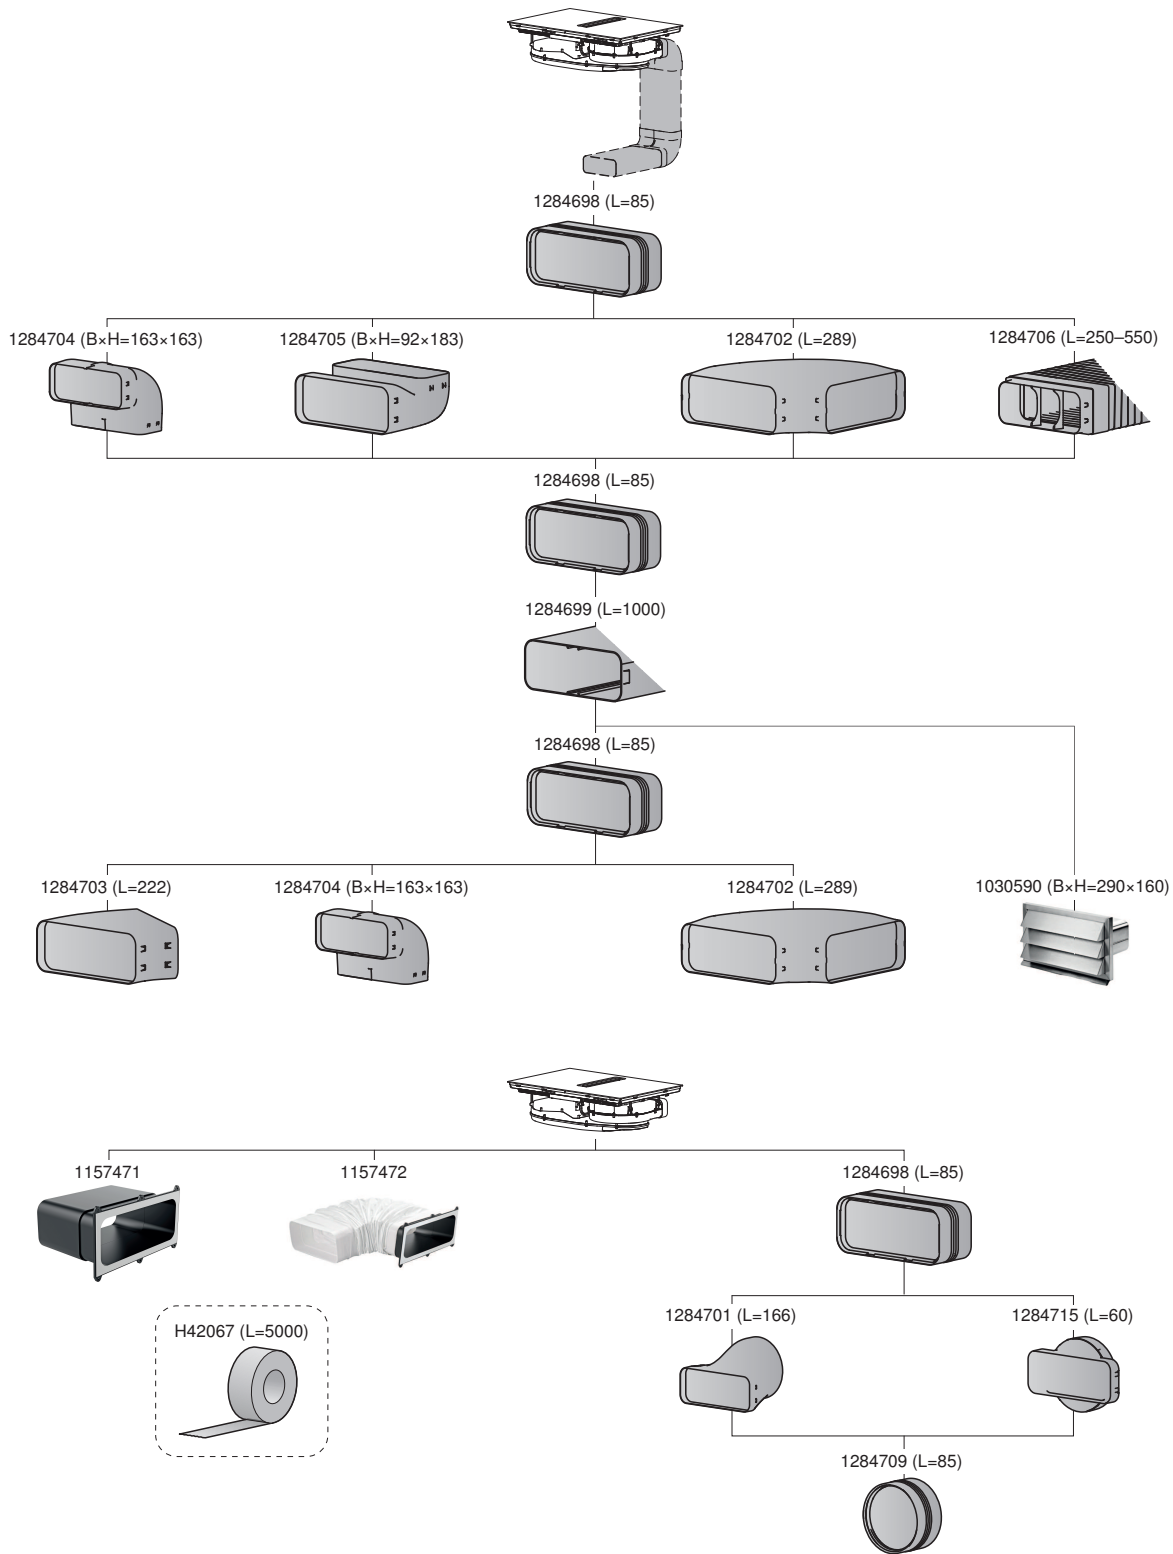 1284698 (L=85)
1284704 (B×H=163×163)
1284705 (B×H=92×183)
1284702 (L=289)
1284706 (L=250–550)
1284698 (L=85)
1284699 (L=1000)
1284698 (L=85)
1284703 (L=222)
1284704 (B×H=163×163)
1284702 (L=289)
1030590 (B×H=290×160)
1157471
1157472
1284698 (L=85)
H42067 (L=5000)
1284701 (L=166)
1284715 (L=60)
1284709 (L=85)